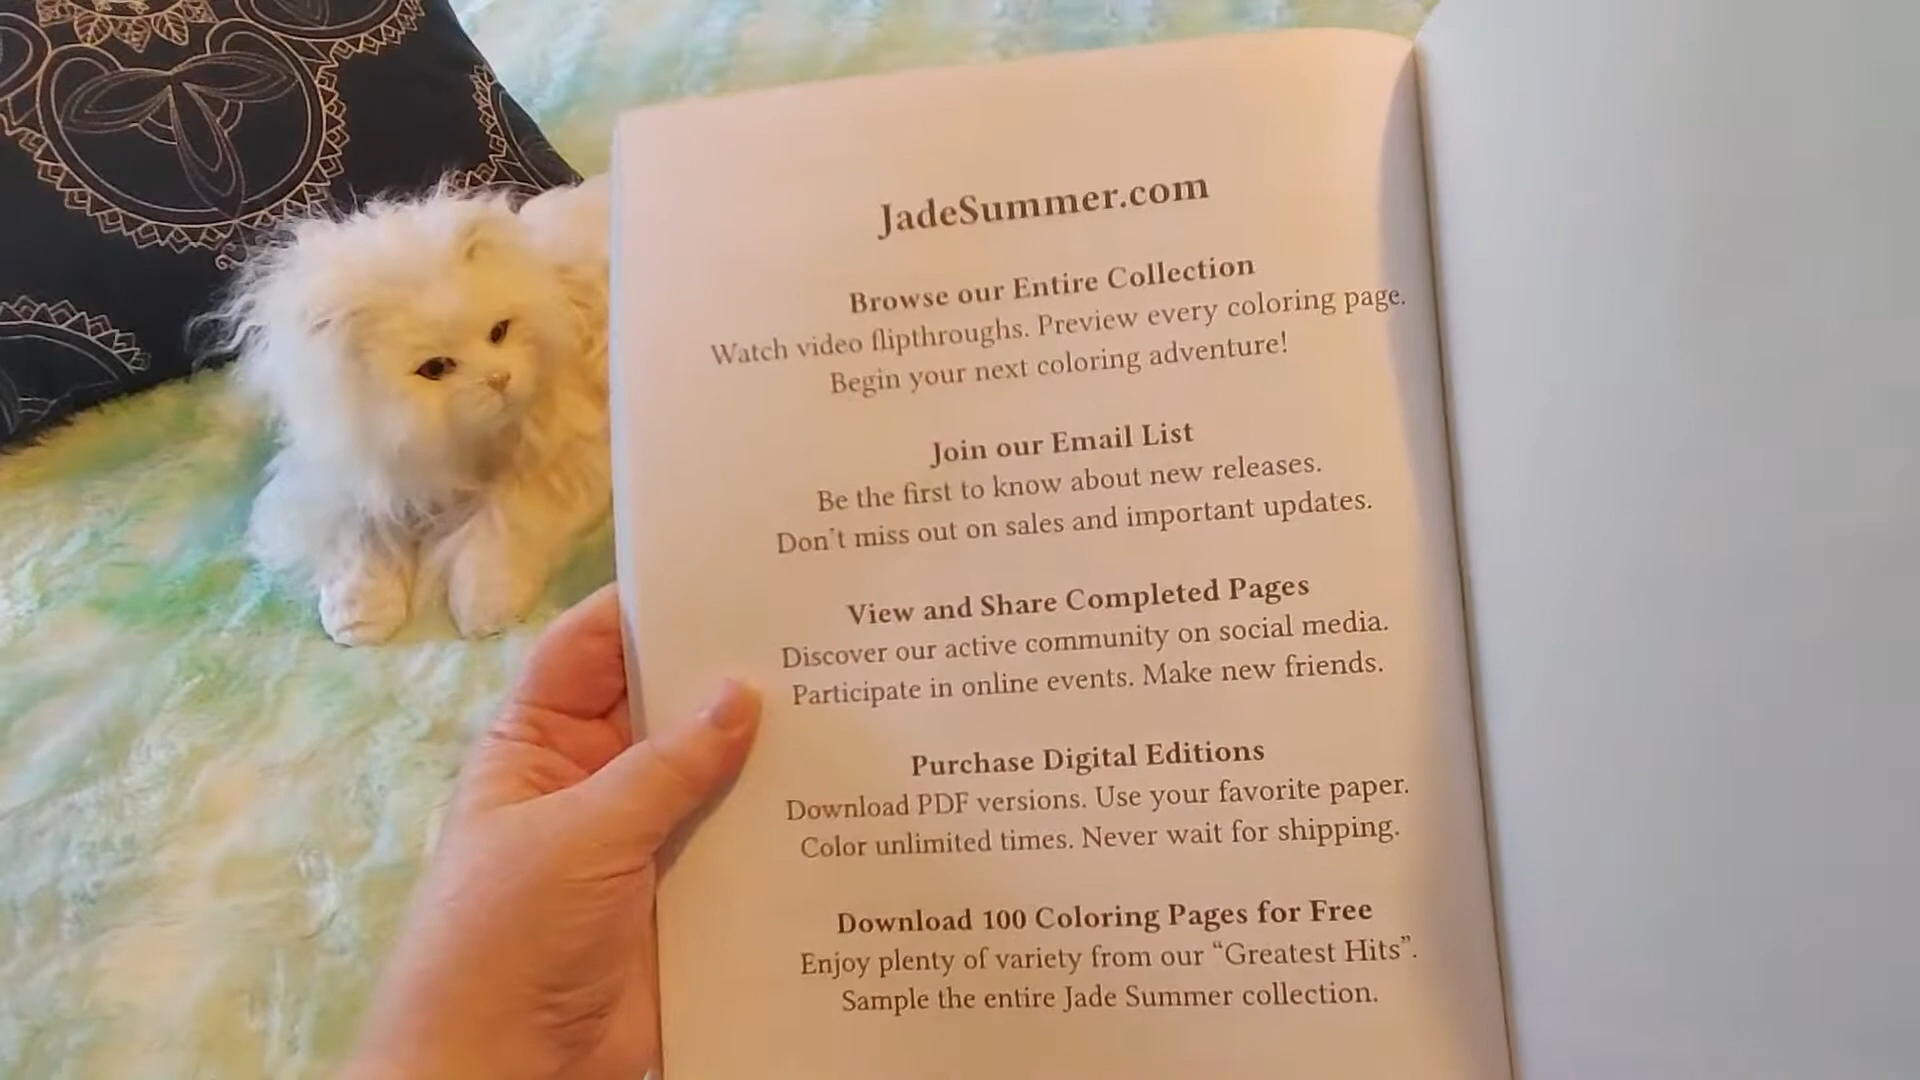 JadeSummer.com
Browse our Entire Collection
Watch video flipthroughs. Preview every coloring page.
Begin your next coloring adventure!
Join our Email List
Be the first to know about new releases.
Don't miss out on sales and important updates.
View and Share Completed Pages
Discover our active community on social media.
Participate in online events. Make new friends.
Purchase Digital Editions
Download PDF versions. Use your favorite paper.
Color unlimited times. Never wait for shipping.
Download 100 Coloring Pages for Free
Enjoy plenty of variety from our “Greatest Hits”.
Sample the entire Jade Summer collection.